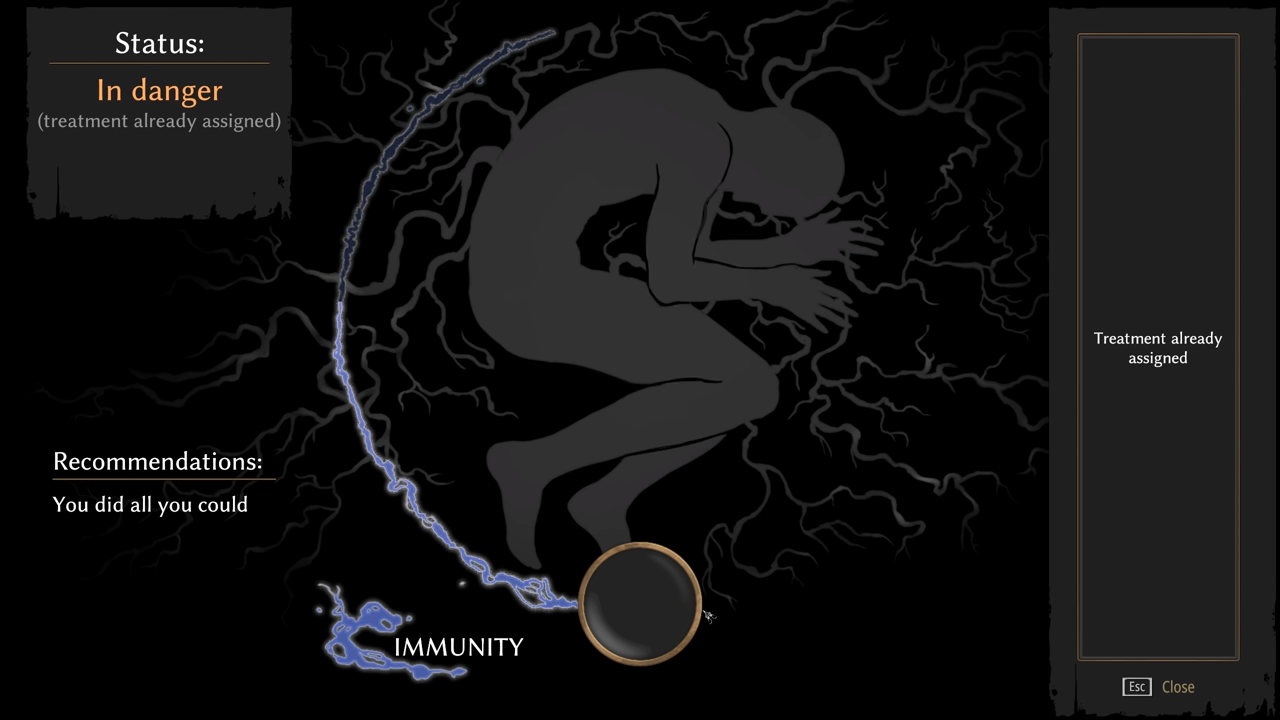 Status:
In danger
(treatment already assigned)
Recommendations:
You did all you could
IMMUNITY
Treatment already
assigned
Esc Close